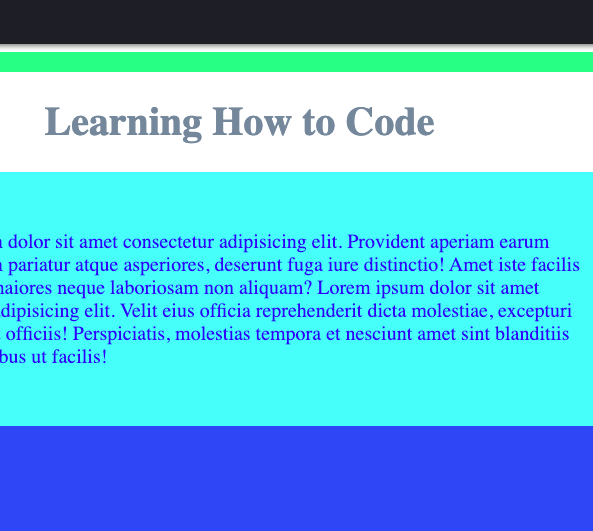 Learning How to Code
dolor sit amet consectetur adipisicing elit. Provident aperiam earum
pariatur atque asperiores, deserunt fuga iure distinctio! Amet iste facilis
maiores neque laboriosam non aliquam? Lorem ipsum dolor sit amet
adipisicing elit. Velit eius officia reprehenderit dicta molestiae, excepturi
officiis! Perspiciatis, molestias tempora et nesciunt amet sint blanditiis
bus ut facilis!